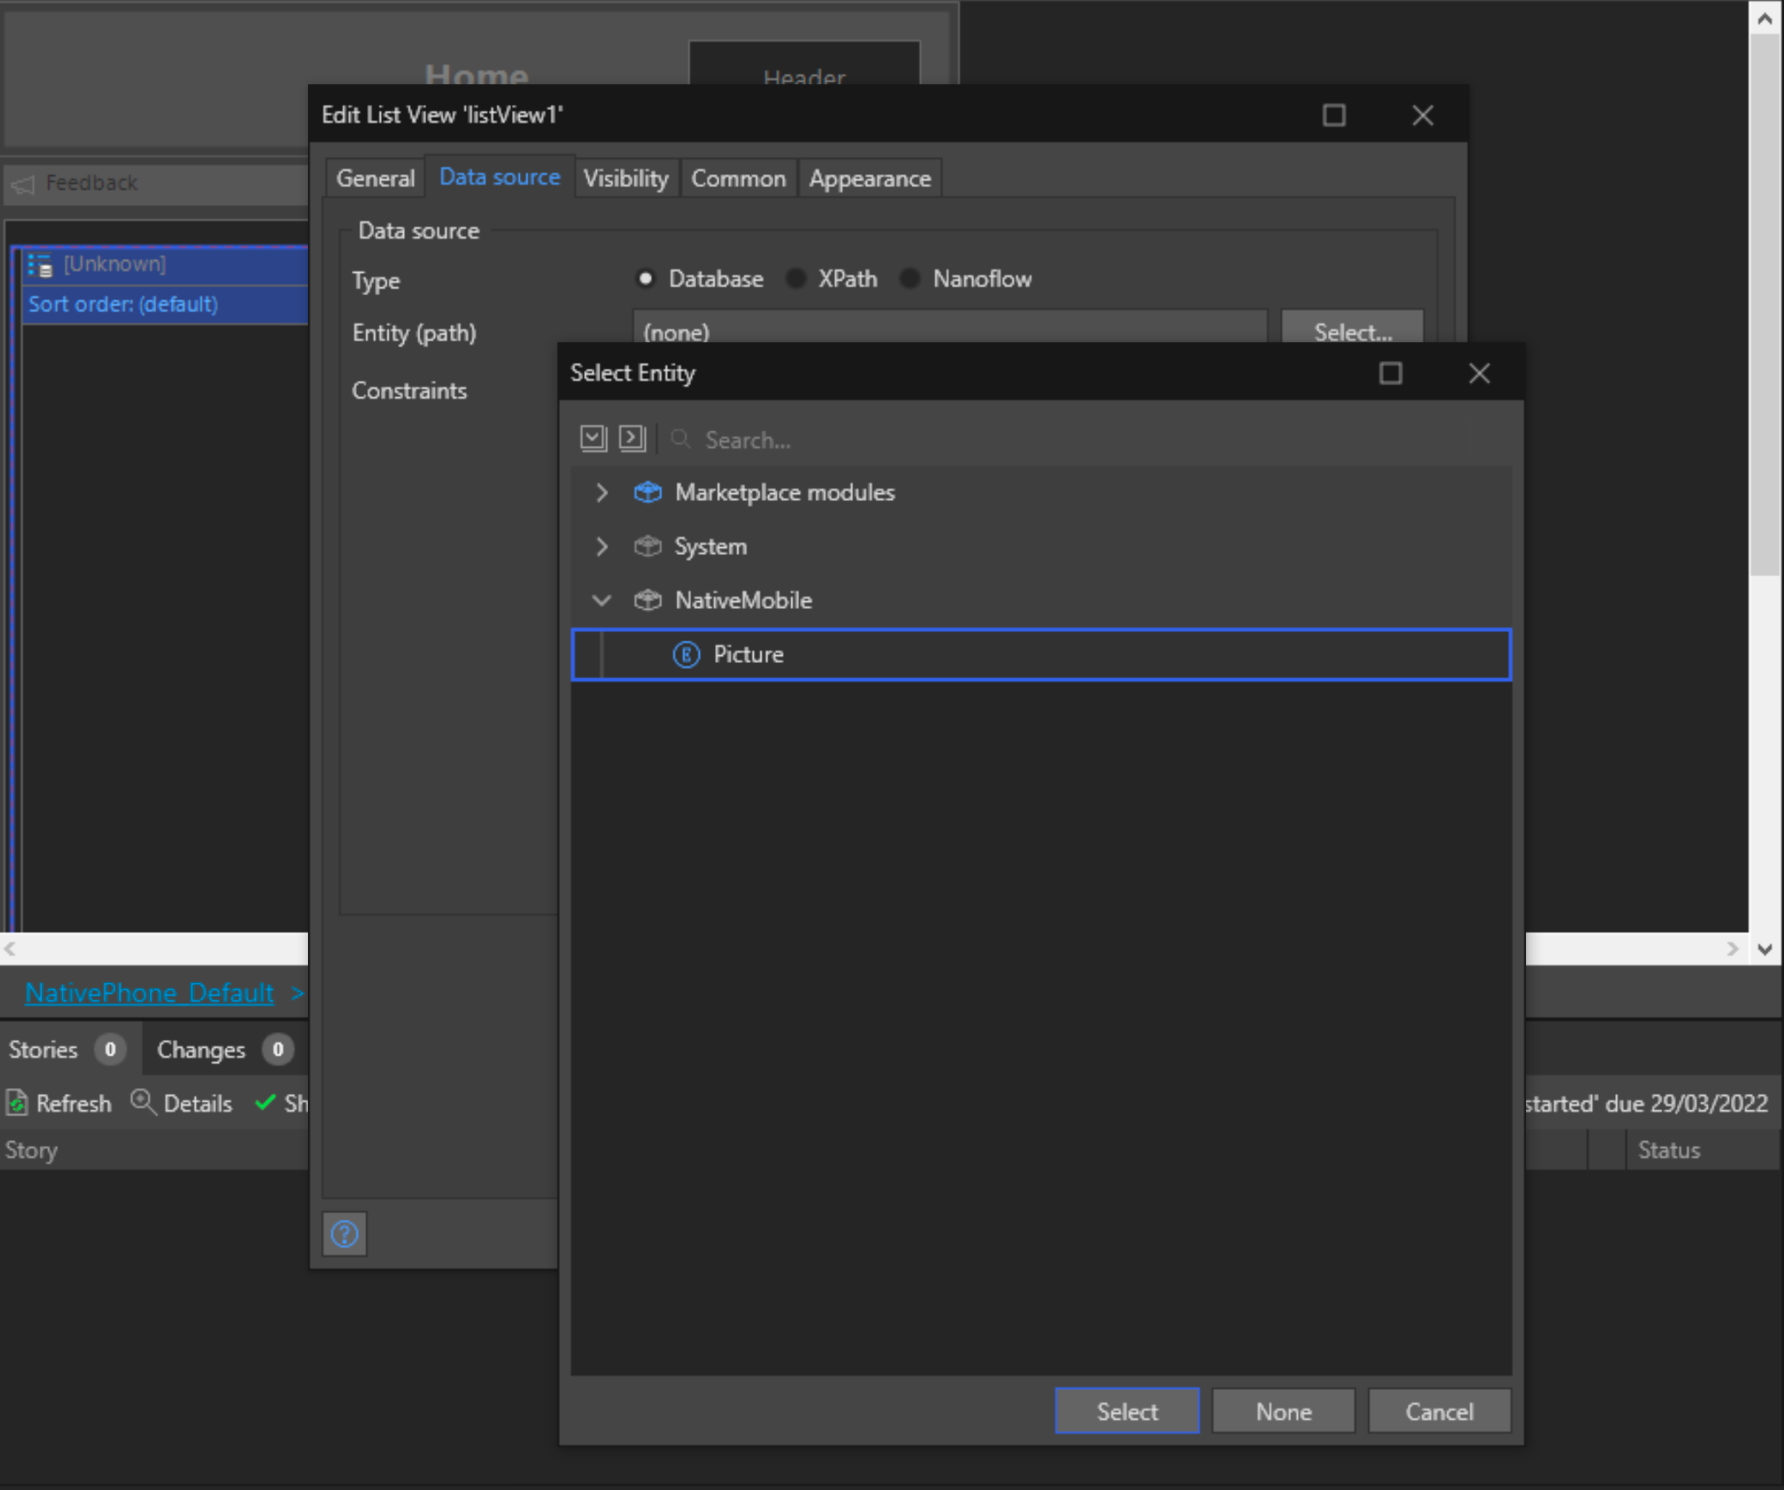 Home
Header
Edit List View 'listView1'
General
Data source
Visibility
Common
Appearance
Feedback
Data source
[Unknown]
Type
Database
XPath
Nanoflow
Sort order: (default)
Entity (path)
(none)
Select...
Select Entity
Constraints
Search...
Marketplace modules
System
NativeMobile
Picture
NativePhone_Default >
Stories 0
Changes 0
Refresh
Details
Sh
started' due 29/03/2022
Story
Status
Select
None
Cancel